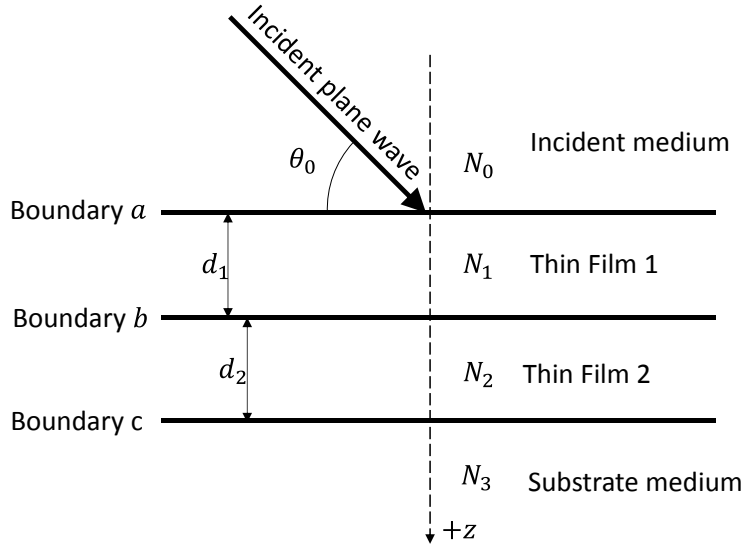 Incident plane wave
θ₀
N₀
Incident medium
Boundary a
d₁
N₁
Thin Film 1
Boundary b
d₂
N₂
Thin Film 2
Boundary c
N₃
Substrate medium
+z